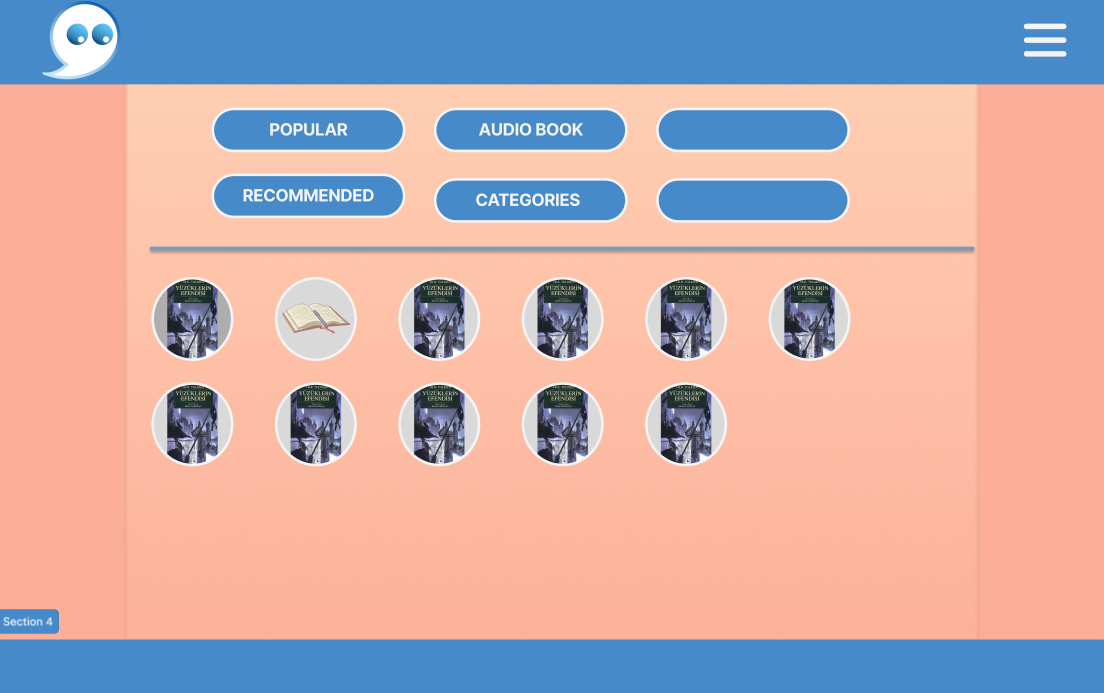 POPULAR
AUDIO BOOK
RECOMMENDED
CATEGORIES
YÜZÜKLERİN
EFENDİSİ
YÜZÜKLERİN
EFENDİSİ
YÜZÜKLERİN
EFENDİSİ
YÜZÜKLERİN
EFENDİSİ
YÜZÜKLERİN
EFENDİSİ
YÜZÜKLERİN
EFENDİSİ
YÜZÜKLERİN
EFENDİSİ
YÜZÜKLERİN
EFENDİSİ
YÜZÜKLERİN
EFENDİSİ
YÜZÜKLERİN
EFENDİSİ
Section 4